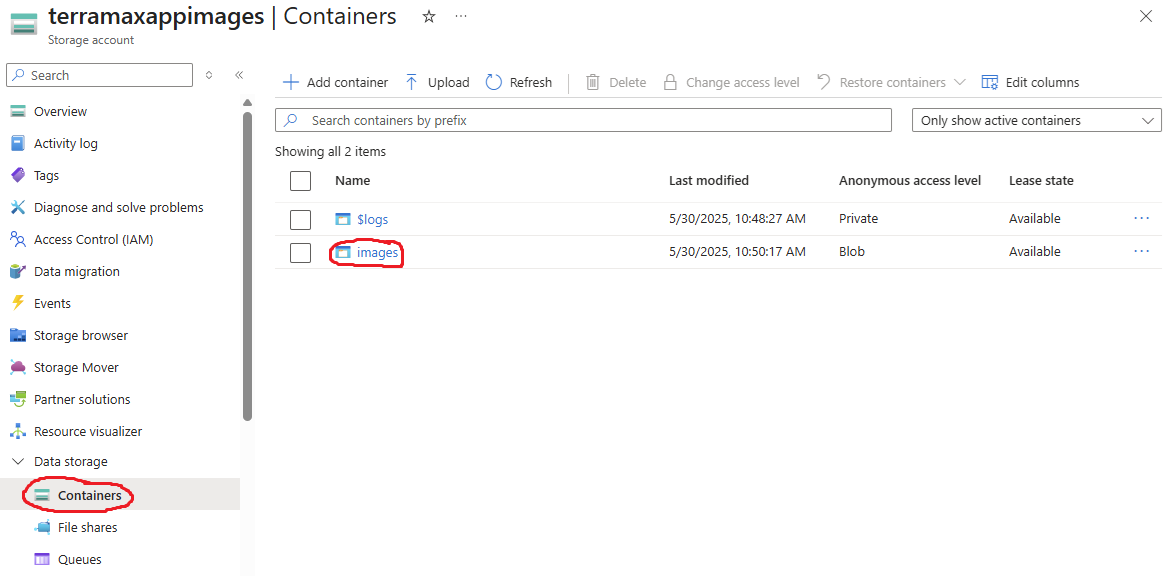 terramaxappimages | Containers ☆ ···
Storage account
Search
Overview
Activity log
Tags
Diagnose and solve problems
Access Control (IAM)
Data migration
Events
Storage browser
Storage Mover
Partner solutions
Resource visualizer
Data storage
Containers
File shares
Queues
Add container Upload Refresh Delete Change access level Restore containers Edit columns
Search containers by prefix Only show active containers
Showing all 2 items
Name Last modified Anonymous access level Lease state
$logs 5/30/2025, 10:48:27 AM Private Available ···
images 5/30/2025, 10:50:17 AM Blob Available ···